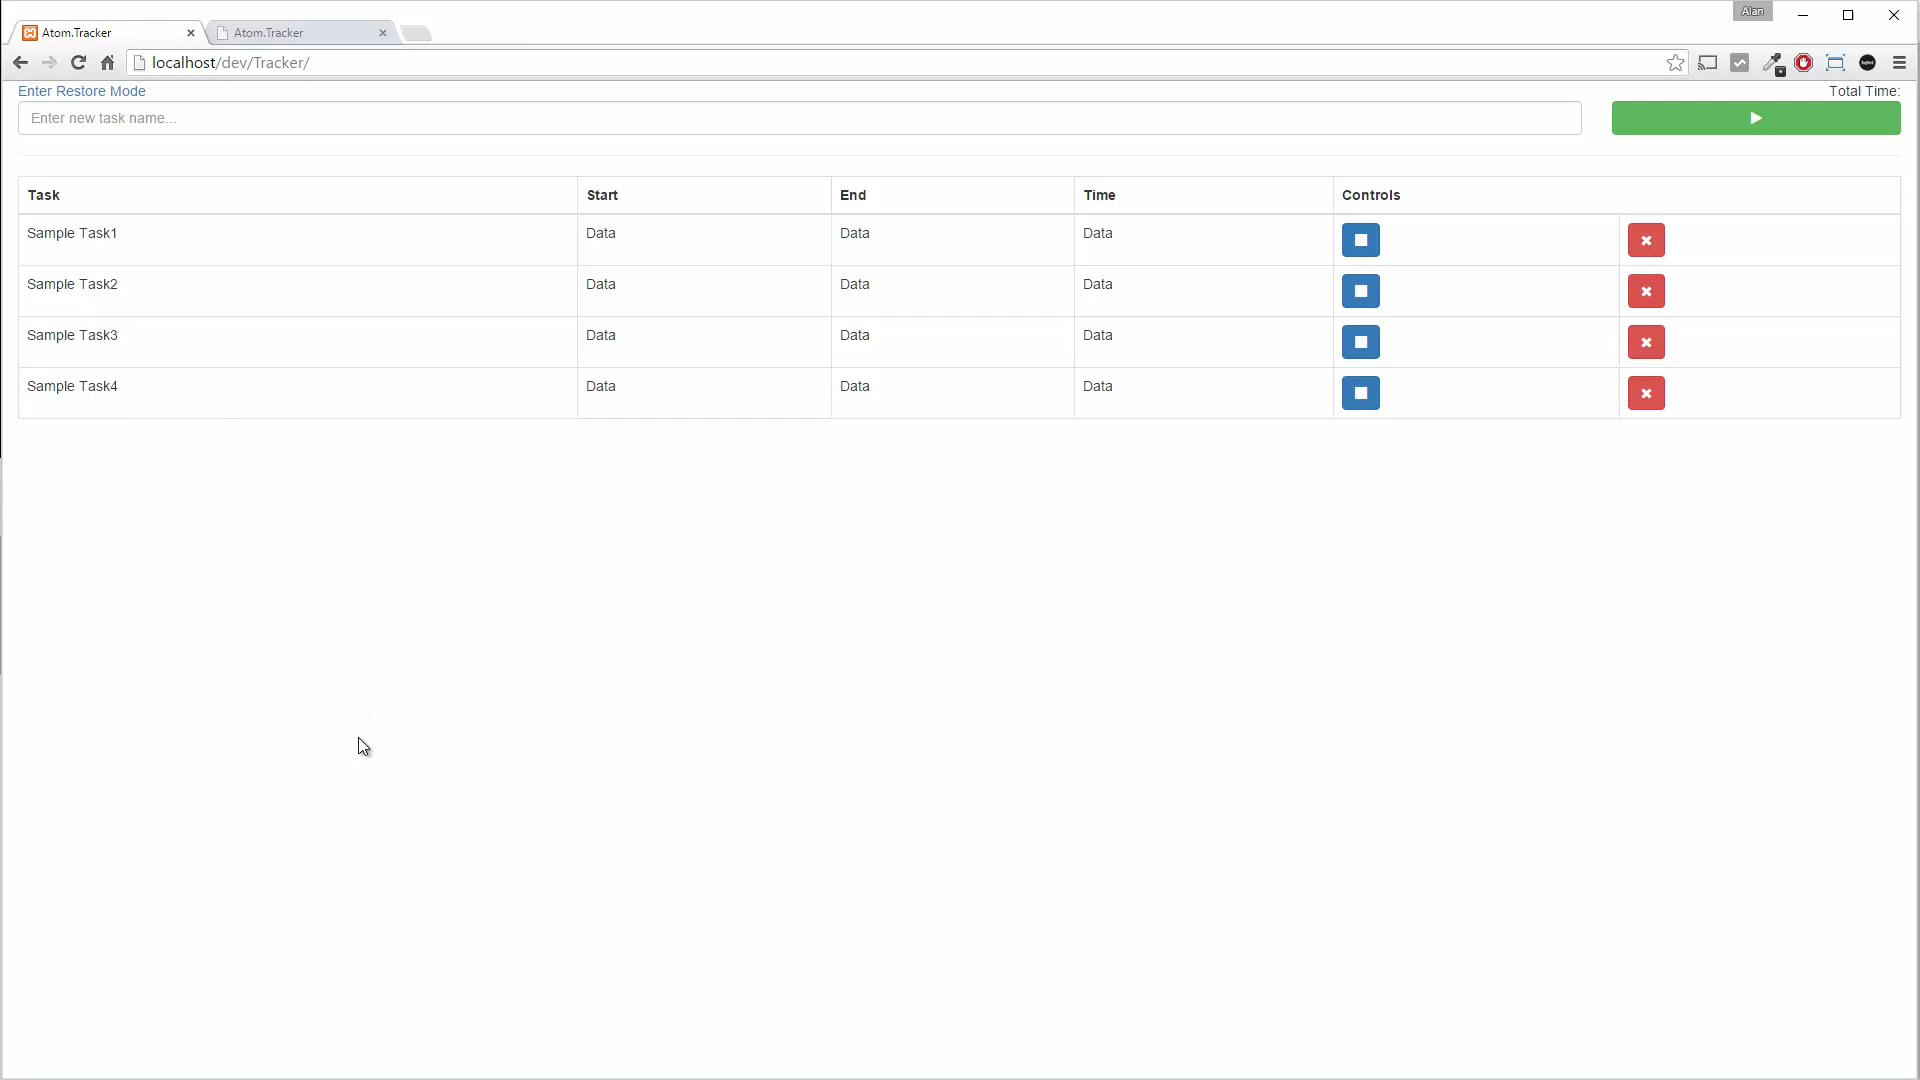 Alan
Atom.Tracker
Atom.Tracker
localhost/dev/Tracker/
Enter Restore Mode
Total Time:
Enter new task name...
Task Start End Time Controls
Sample Task1 Data Data Data
Sample Task2 Data Data Data
Sample Task3 Data Data Data
Sample Task4 Data Data Data